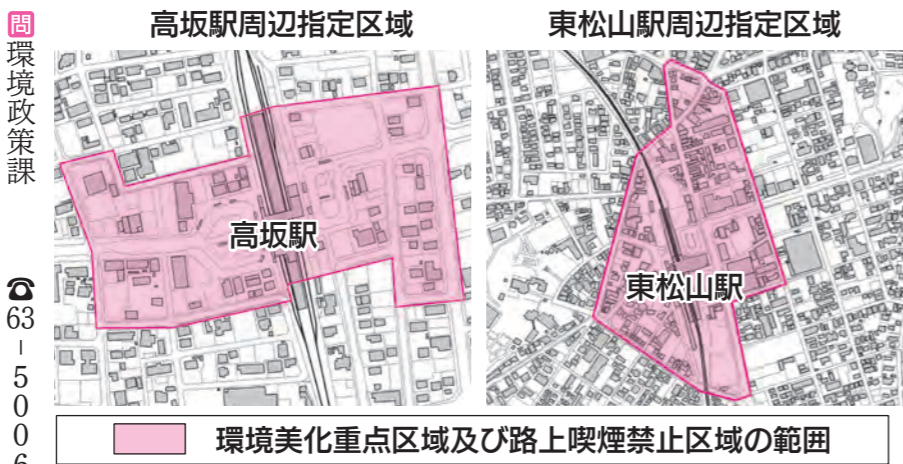 高坂駅周辺指定区域
東松山駅周辺指定区域
高坂駅
東松山駅
環境美化重点区域及び路上喫煙禁止区域の範囲
問環境政策課 ☎63-5006